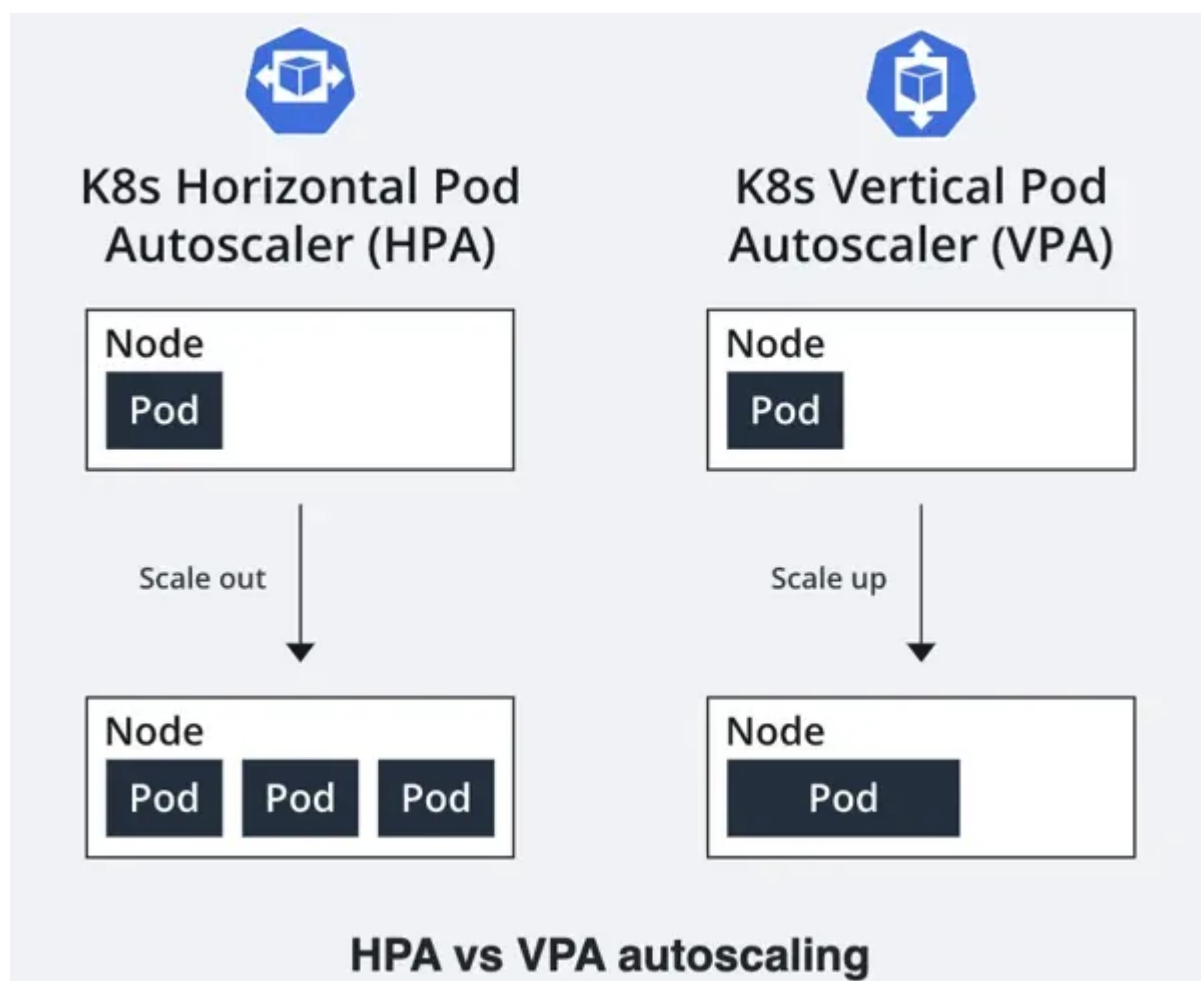 K8s Horizontal Pod
Autoscaler (HPA)
Node
Pod
Scale out
Node
Pod Pod Pod
K8s Vertical Pod
Autoscaler (VPA)
Node
Pod
Scale up
Node
Pod
HPA vs VPA autoscaling